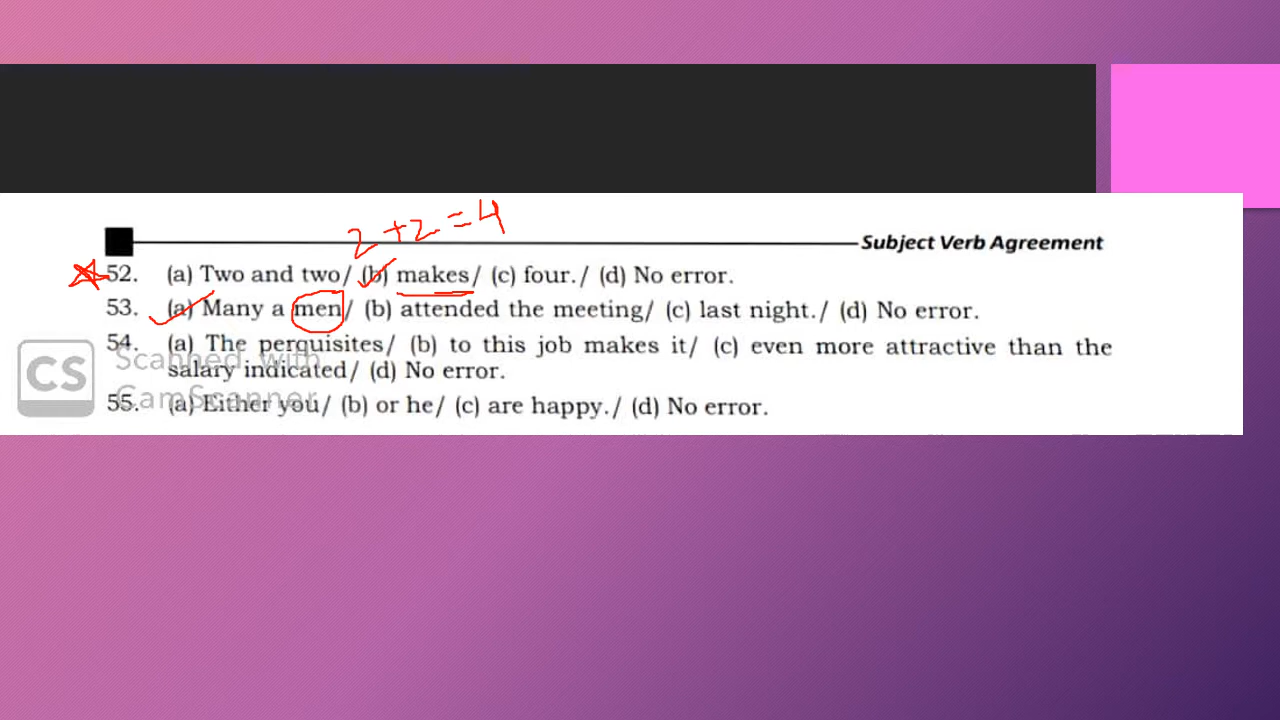 2+2=4
Subject Verb Agreement
52. (a) Two and two/ (b) makes/ (c) four./ (d) No error.
53. (a) Many a men/ (b) attended the meeting/ (c) last night./ (d) No error.
54. (a) The perquisites/ (b) to this job makes it/ (c) even more attractive than the
salary indicated/ (d) No error.
55. (a) Either you/ (b) or he/ (c) are happy./ (d) No error.
CS
Scanned with
CamScanner